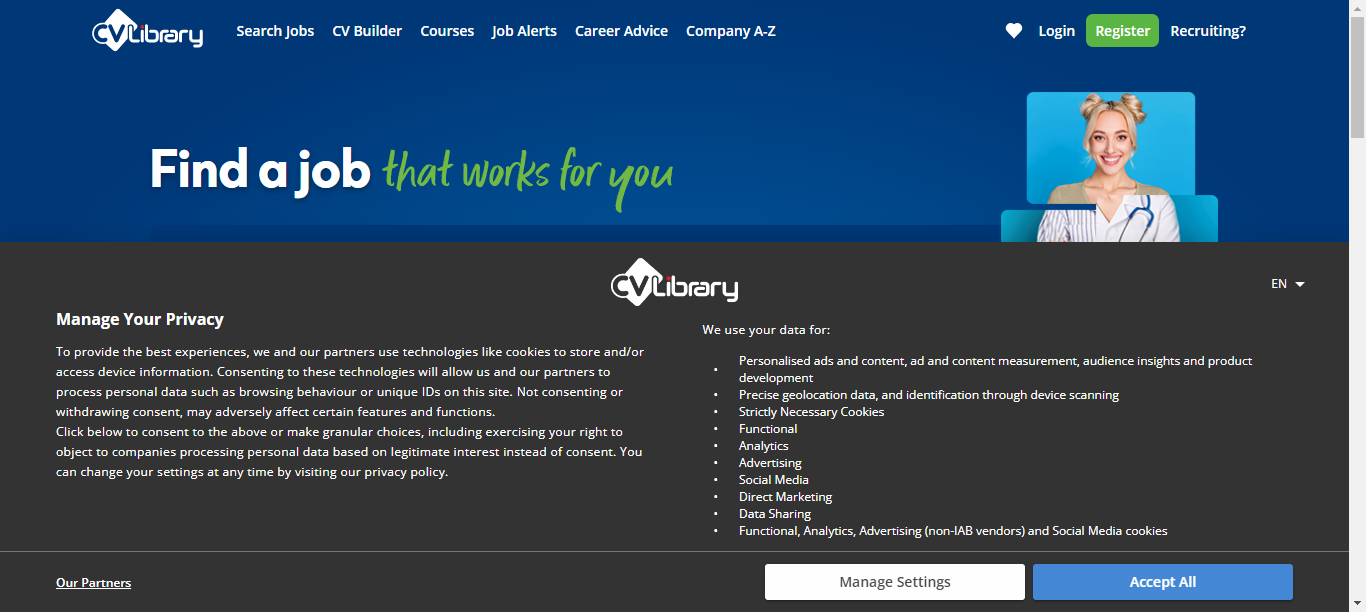 CVLibrary
Search Jobs
CV Builder
Courses
Job Alerts
Career Advice
Company A-Z
Login
Register
Recruiting?
Find a job that works for you
CVLibrary
EN
Manage Your Privacy
To provide the best experiences, we and our partners use technologies like cookies to store and/or
access device information. Consenting to these technologies will allow us and our partners to
process personal data such as browsing behaviour or unique IDs on this site. Not consenting or
withdrawing consent, may adversely affect certain features and functions.
Click below to consent to the above or make granular choices, including exercising your right to
object to companies processing personal data based on legitimate interest instead of consent. You
can change your settings at any time by visiting our privacy policy.
We use your data for:
• Personalised ads and content, ad and content measurement, audience insights and product
development
• Precise geolocation data, and identification through device scanning
• Strictly Necessary Cookies
• Functional
• Analytics
• Advertising
• Social Media
• Direct Marketing
• Data Sharing
• Functional, Analytics, Advertising (non-IAB vendors) and Social Media cookies
Our Partners
Manage Settings
Accept All